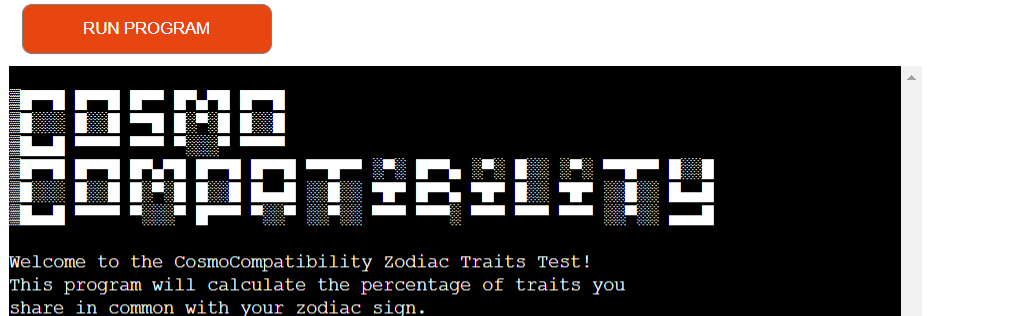 RUN PROGRAM
COSMO
COMPATIBILITY
Welcome to the CosmoCompatibility Zodiac Traits Test!
This program will calculate the percentage of traits you
share in common with your zodiac sign.